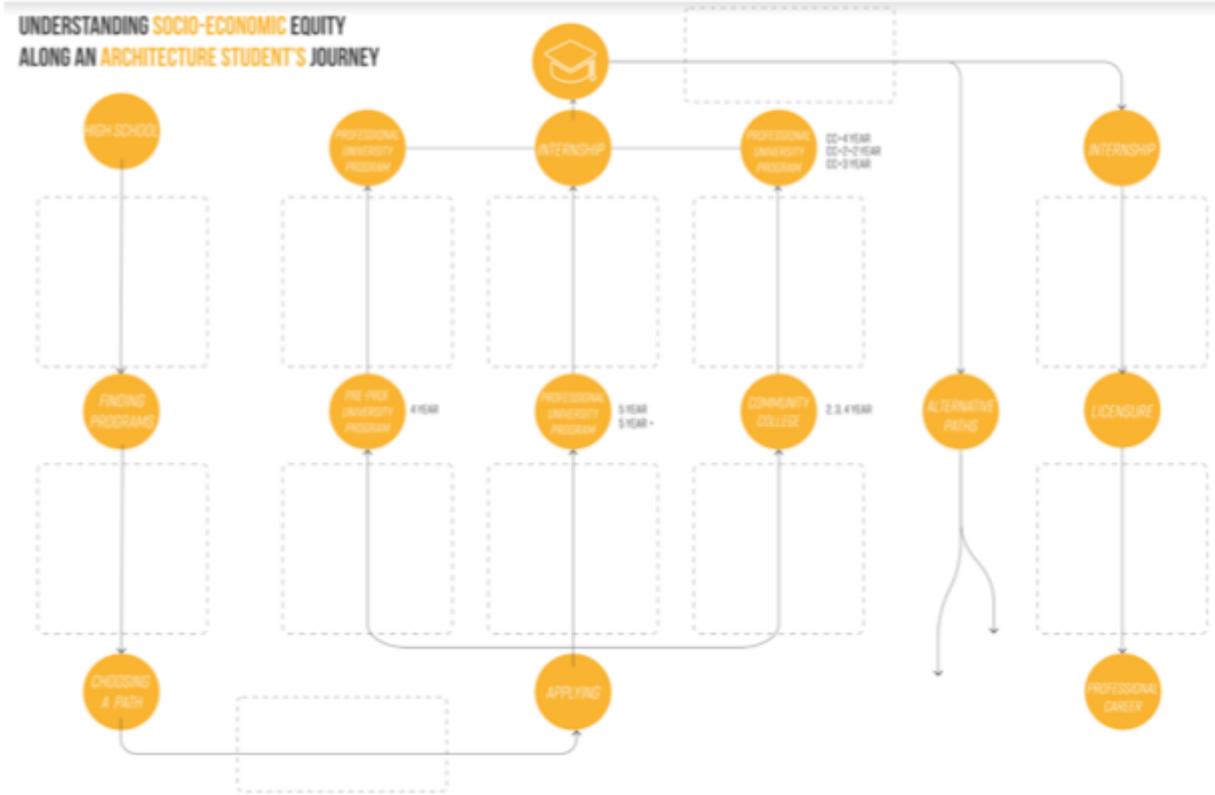 UNDERSTANDING SOCIO-ECONOMIC EQUITY
ALONG AN ARCHITECTURE STUDENT'S JOURNEY
HIGH SCHOOL
PROFESSIONAL
UNIVERSITY
PROGRAM
INTERNSHIP
PROFESSIONAL
UNIVERSITY
PROGRAM
CC+4 YEAR
CC+2+2 YEAR
CC+3 YEAR
INTERNSHIP
FINDING
PROGRAMS
PRE-PROF
UNIVERSITY
PROGRAM
4 YEAR
PROFESSIONAL
UNIVERSITY
PROGRAM
5 YEAR
5 YEAR +
COMMUNITY
COLLEGE
2, 3, 4 YEAR
ALTERNATIVE
PATHS
LICENSURE
CHOOSING
A PATH
APPLYING
PROFESSIONAL
CAREER